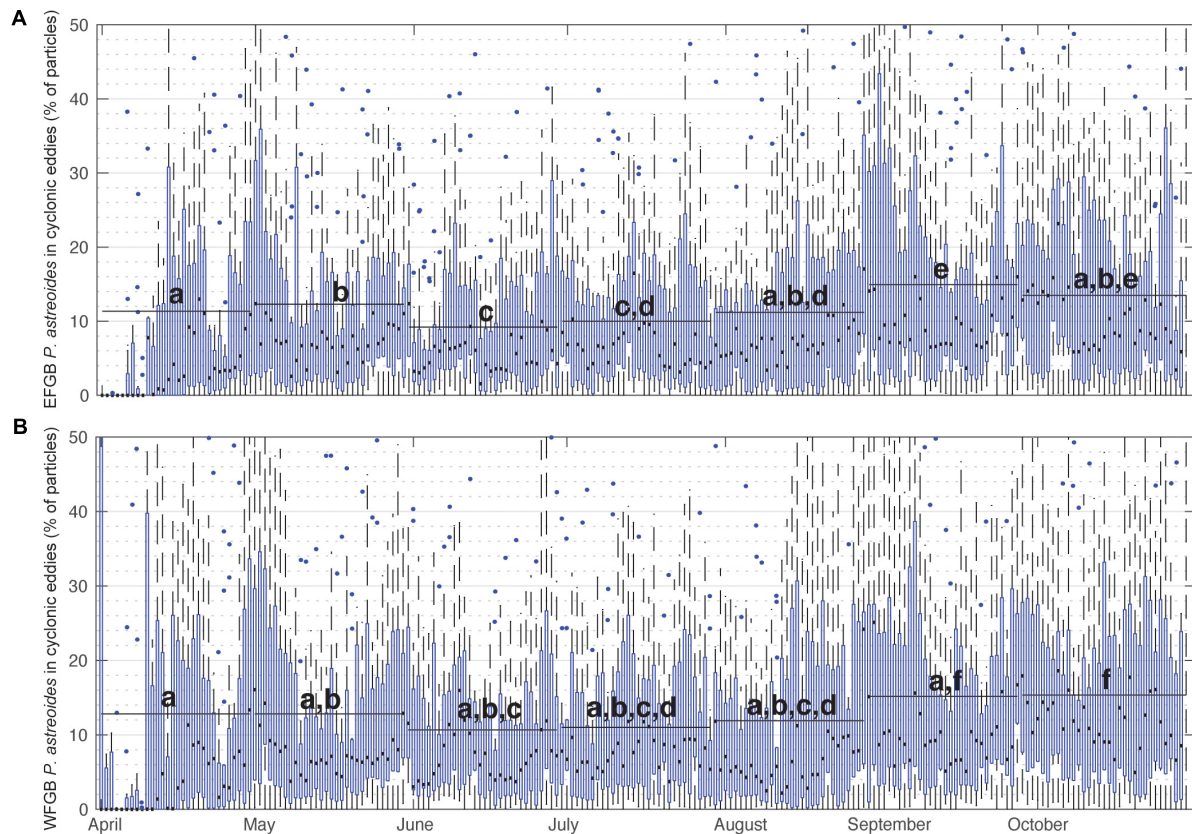 A
EFGB P. astreoides in cyclonic eddies (% of particles)
50
40
30
20
10
0
a
b
c
c,d
a,b,d
e
a,b,e
B
WFGB P. astreoides in cyclonic eddies (% of particles)
50
40
30
20
10
0
a
a,b
a,b,c
a,b,c,d
a,b,c,d
a,f
f
April May June July August September October